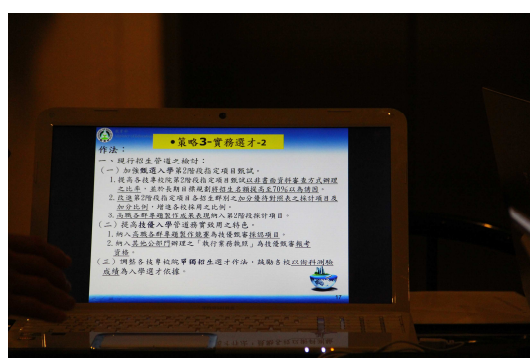 •策略3-實務選才-2
作法：
一、現行招生管道之檢討：
（一）加強甄選入學第2階段指定項目甄試。
1.提高各技專校院第2階段指定項目甄試以非書面資料審查方式辦理
之比率，並於長期目標規劃將招生名額提高至70%以為請固。
2.改進第2階段指定項目各招生群別之加分優待對照表之採計項目及
加分比例，增進各校採用之比例。
3.高職各群專題製作成果表現納入第2階段採計項目。
（二）提高技優入學管道務實致用之特色。
1.納入高職各群專題製作競賽為技優甄審採認項目。
2.納入其他公部門辦理之「執行業務執照」為技優甄審報考
資格。
（三）調整各技專校院單獨招生選才作法，鼓勵各校以術科測驗
成績為入學選才依據。
17